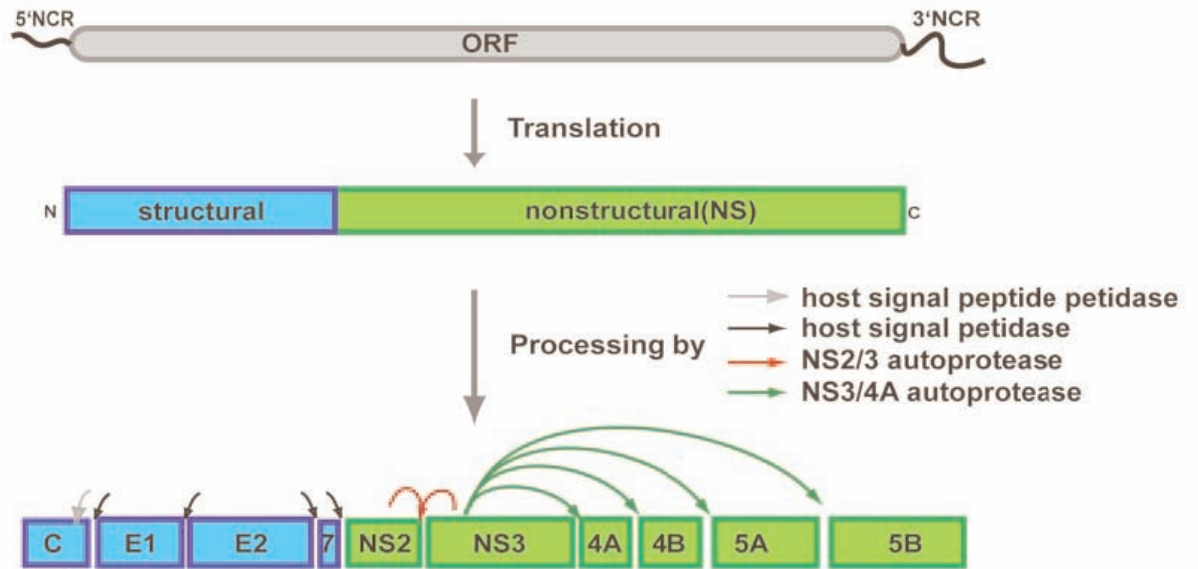 5'NCR
3'NCR
ORF
Translation
N
structural
nonstructural(NS)
C
host signal peptide petidase
host signal petidase
Processing by
NS2/3 autoprotease
NS3/4A autoprotease
C
E1
E2
7
NS2
NS3
4A
4B
5A
5B